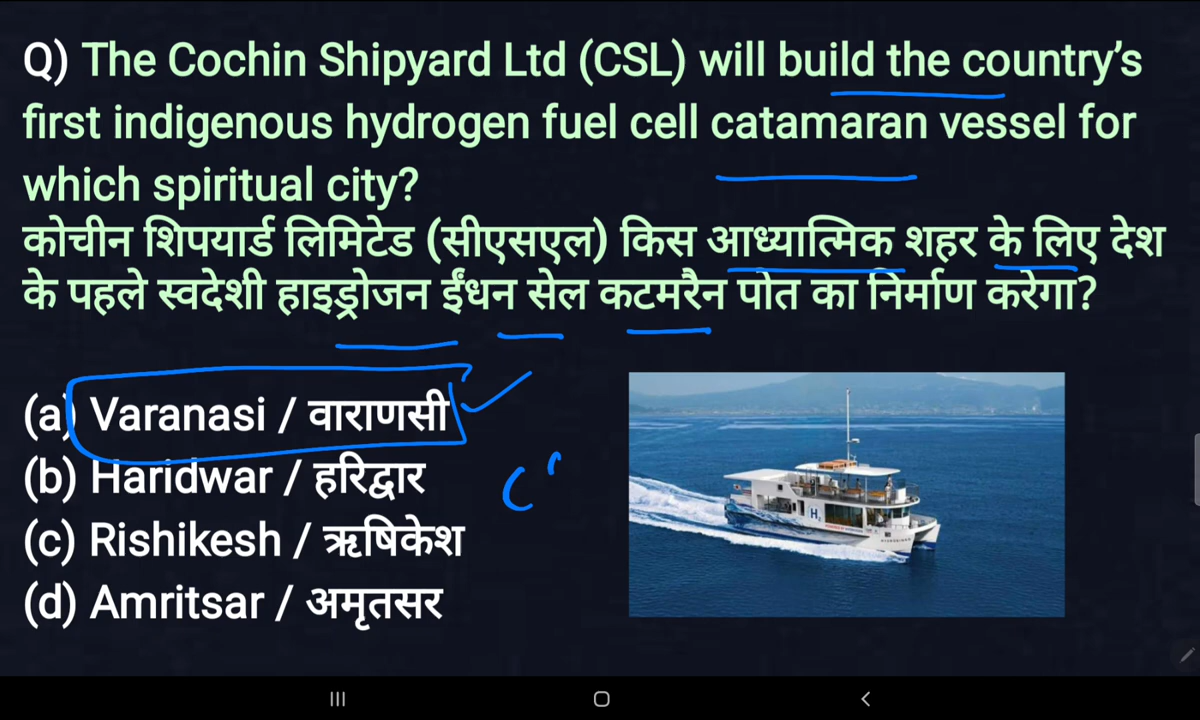 Q) The Cochin Shipyard Ltd (CSL) will build the country's
first indigenous hydrogen fuel cell catamaran vessel for
which spiritual city?
कोचीन शिपयार्ड लिमिटेड (सीएसएल) किस आध्यात्मिक शहर के लिए देश
के पहले स्वदेशी हाइड्रोजन ईंधन सेल कटमरैन पोत का निर्माण करेगा?
(a) Varanasi / वाराणसी
(b) Haridwar / हरिद्वार
(c) Rishikesh / ऋषिकेश
(d) Amritsar / अमृतसर
H2